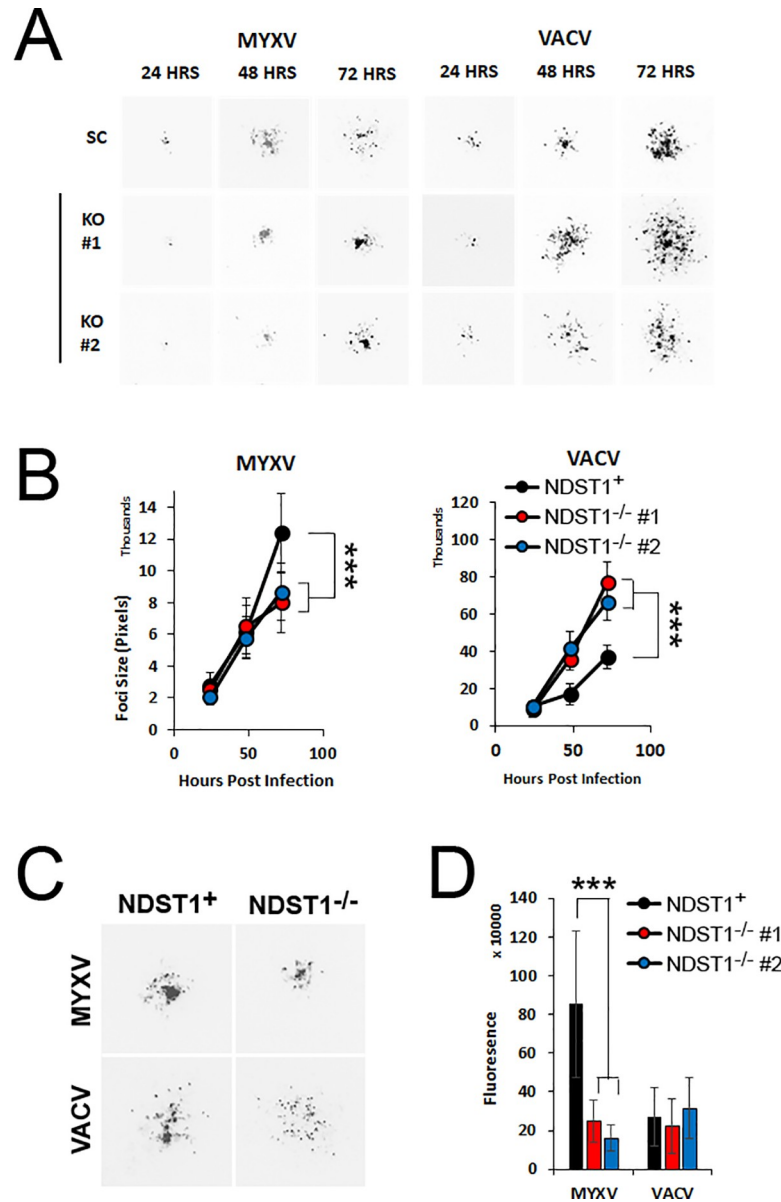 A
MYXV VACV
24 HRS 48 HRS 72 HRS 24 HRS 48 HRS 72 HRS
SC
KO
#1
KO
#2
B
MYXV
Thousands
14
12
10
8
6
4
2
0
Foci Size (Pixels)
0 50 100
Hours Post Infection
***
VACV
NDST1+
NDST1-/- #1
NDST1-/- #2
Thousands
120
100
80
60
40
20
0
0 50 100
Hours Post Infection
***
C
NDST1+ NDST1-/-
MYXV
VACV
D
***
NDST1+
NDST1-/- #1
NDST1-/- #2
x 10000
140
120
100
80
60
40
20
0
Fluoresence
MYXV VACV